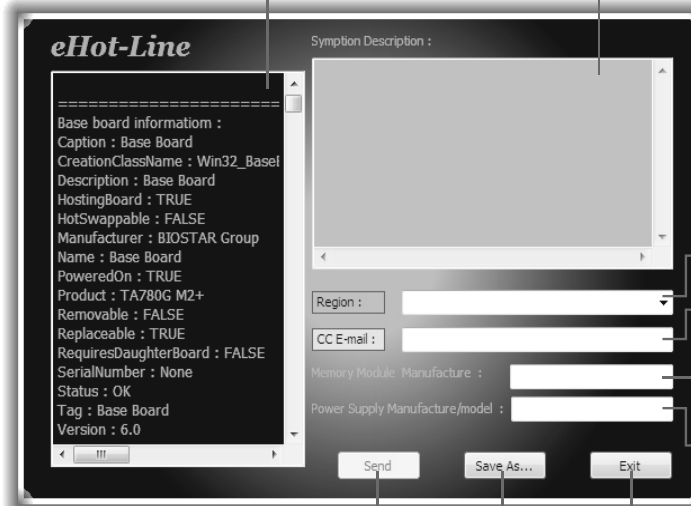 eHot-Line
======================
Base board informatiom :
Caption : Base Board
CreationClassName : Win32_BaseB
Description : Base Board
HostingBoard : TRUE
HotSwappable : FALSE
Manufacturer : BIOSTAR Group
Name : Base Board
PoweredOn : TRUE
Product : TA780G M2+
Removable : FALSE
Replaceable : TRUE
RequiresDaughterBoard : FALSE
SerialNumber : None
Status : OK
Tag : Base Board
Version : 6.0
Symption Description :
Region :
CC E-mail :
Memory Module Manufacture :
Power Supply Manufacture/model :
Send
Save As...
Exit